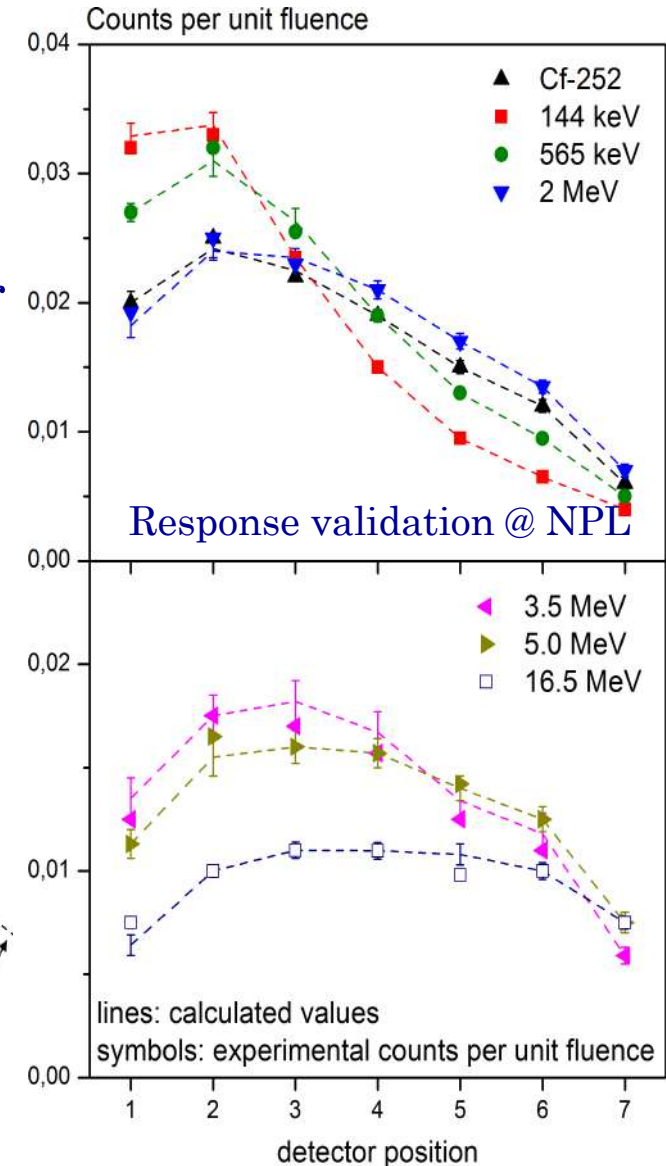 Counts per unit fluence
0,04
Cf-252
144 keV
565 keV
2 MeV
0,03
0,02
0,01
Response validation @ NPL
0,00
3.5 MeV
5.0 MeV
16.5 MeV
0,02
0,01
lines: calculated values
symbols: experimental counts per unit fluence
0,00
1 2 3 4 5 6 7
detector position